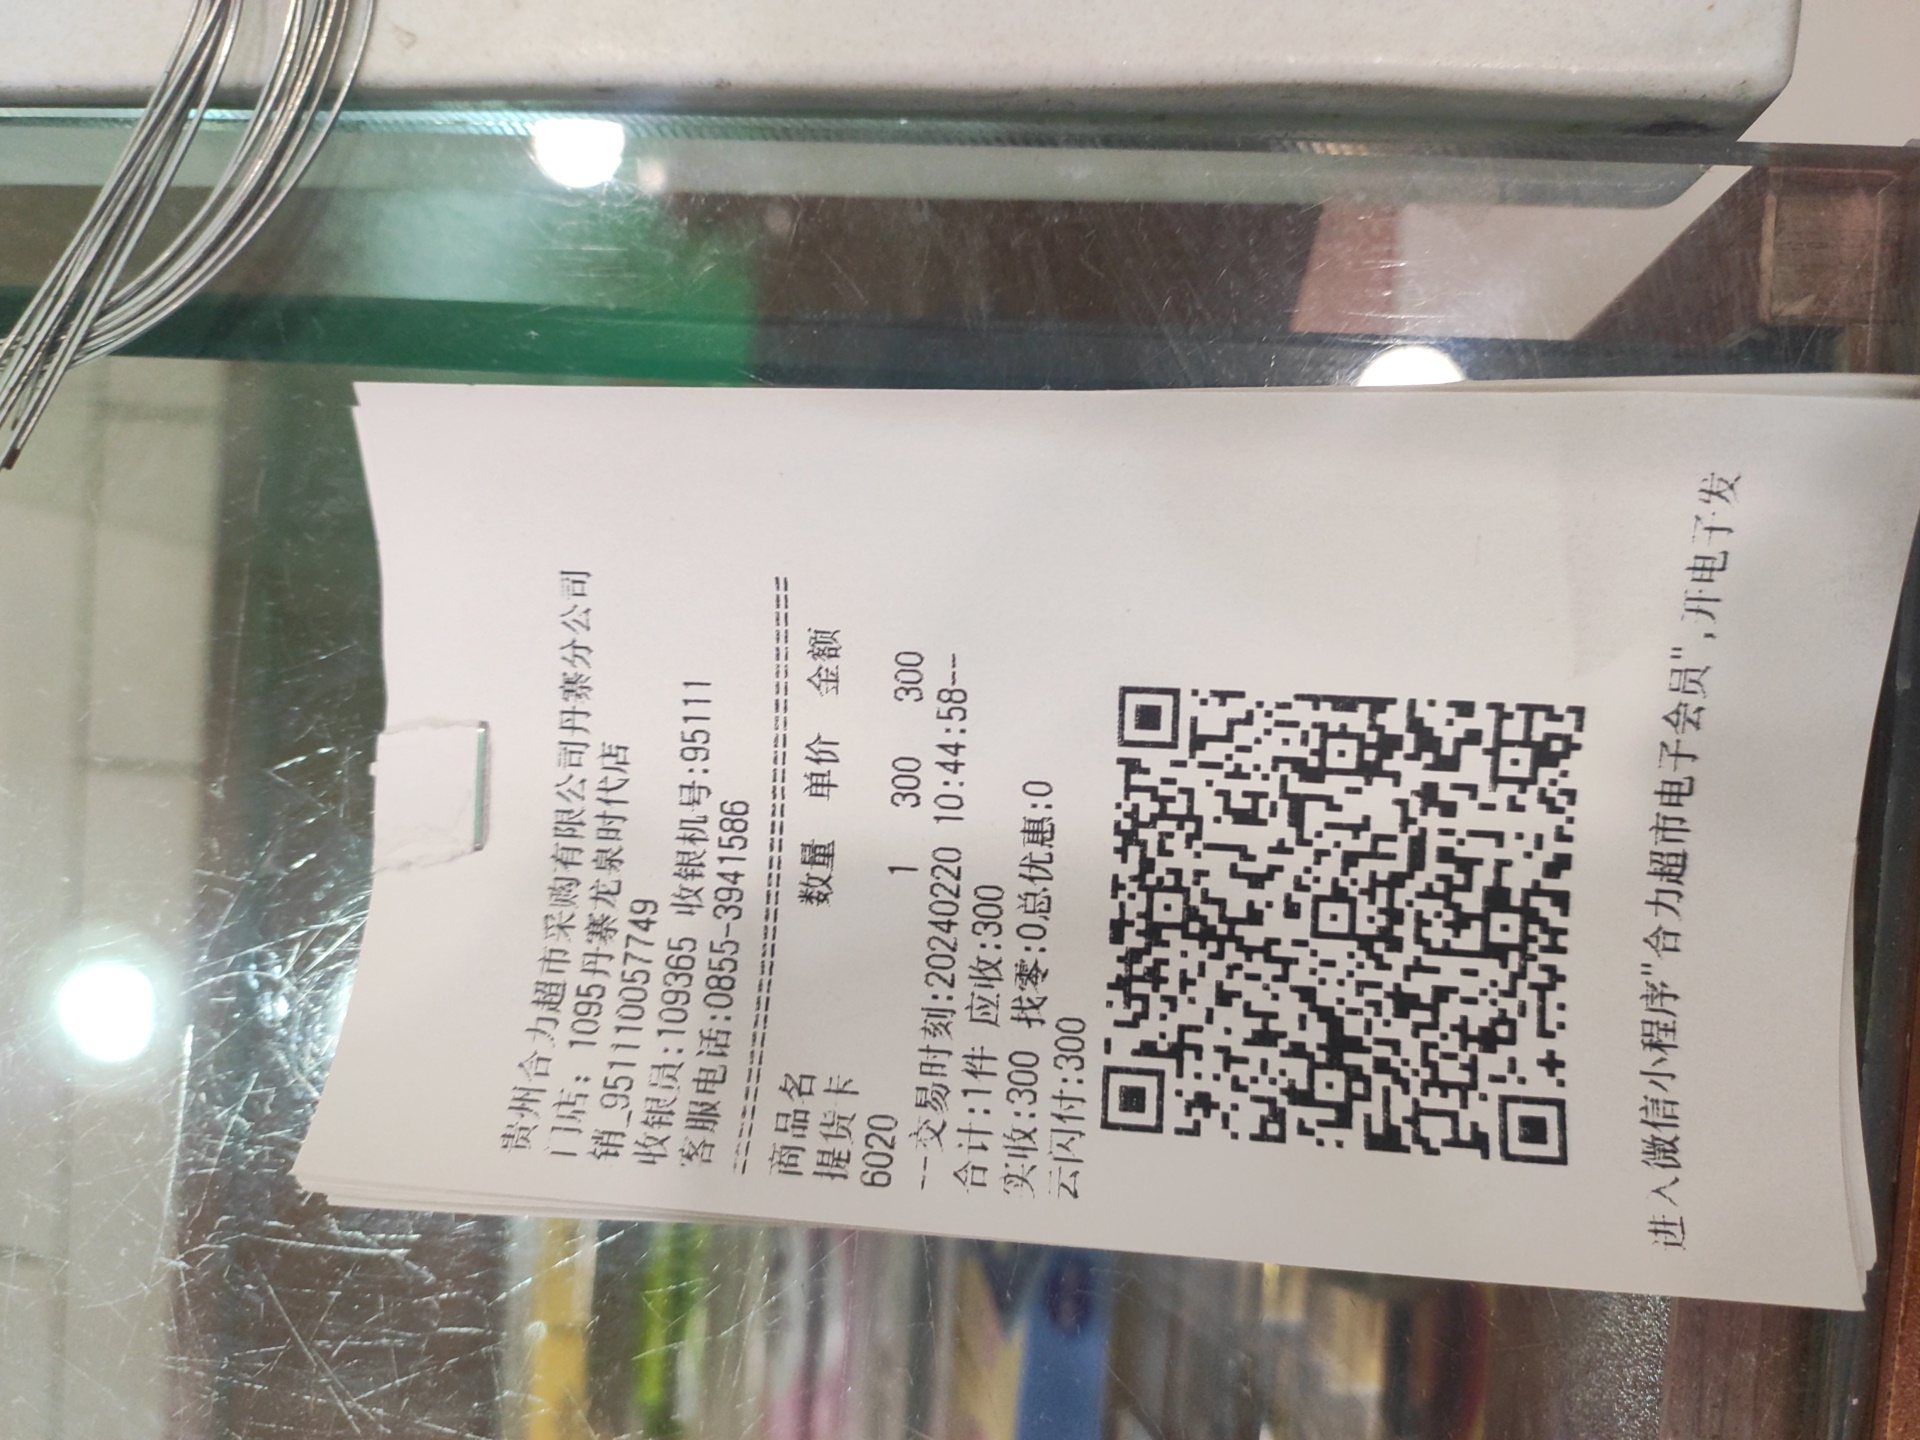 贵州合力超市采购有限公司丹寨分公司
门店: 1095丹寨龙泉时代店
销_9511110057749
收银员:109365 收银机号:95111
客服电话:0855-3941586
商品名 数量 单价 金额
提货卡
6020 1 300 300
--交易时刻:20240220 10:44:58--
合计:1件 应收:300
实收:300 找零:0总优惠:0
云闪付:300
进入微信小程序"合力超市电子会员",开电子发